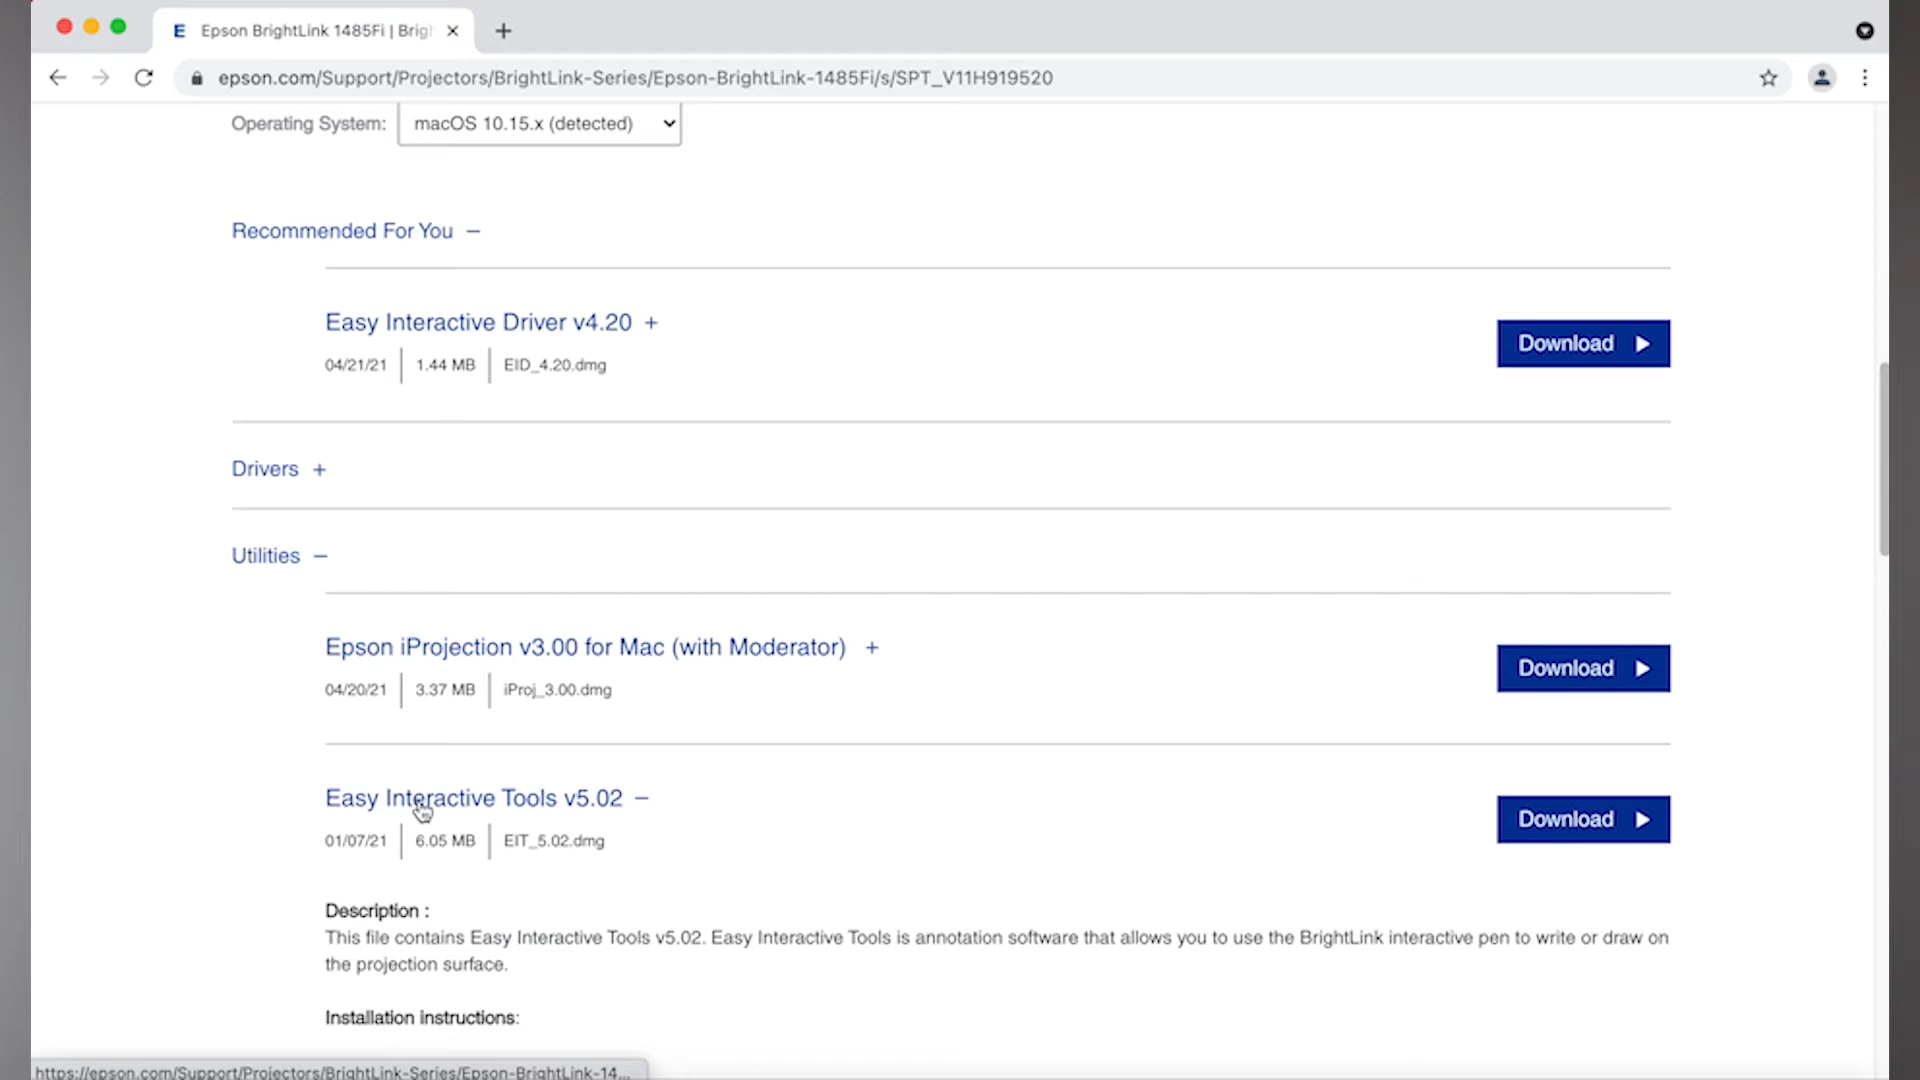 Epson BrightLink 1485Fi | Brigh
epson.com/Support/Projectors/BrightLink-Series/Epson-BrightLink-1485Fi/s/SPT_V11H919520
Operating System: macOS 10.15.x (detected)
Recommended For You –
Easy Interactive Driver v4.20 +
04/21/21 | 1.44 MB | EID_4.20.dmg
Download
Drivers +
Utilities –
Epson iProjection v3.00 for Mac (with Moderator) +
04/20/21 | 3.37 MB | iProj_3.00.dmg
Download
Easy Interactive Tools v5.02 –
01/07/21 | 6.05 MB | EIT_5.02.dmg
Download
Description :
This file contains Easy Interactive Tools v5.02. Easy Interactive Tools is annotation software that allows you to use the BrightLink interactive pen to write or draw on
the projection surface.
Installation instructions:
https://epson.com/Support/Projectors/BrightLink-Series/Epson-BrightLink-14...